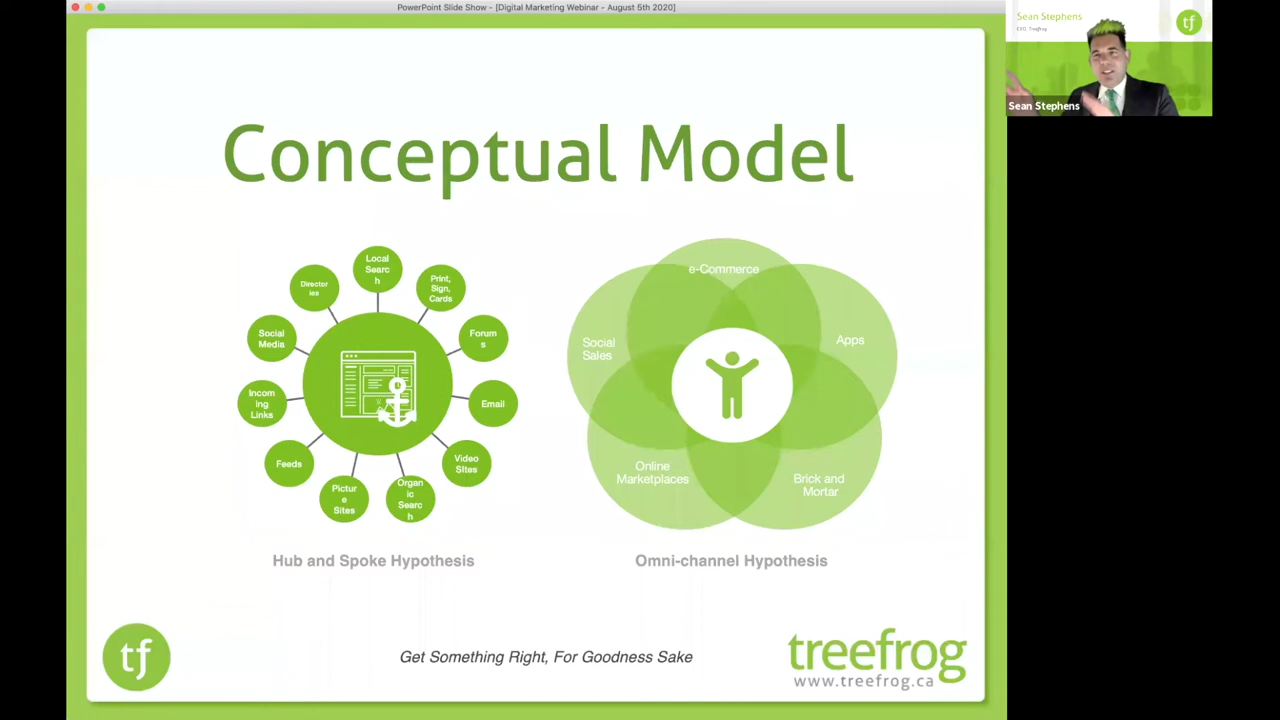 PowerPoint Slide Show - [Digital Marketing Webinar - August 5th 2020]
Sean Stephens
CEO, Treefrog
tf
Sean Stephens
Conceptual Model
Local
Searc
h
Print,
Sign,
Cards
Forum
s
Email
Video
SItes
Organ
ic
Searc
h
Pictur
e
Sites
Feeds
Incom
ing
Links
Social
Media
Director
ies
Hub and Spoke Hypothesis
e-Commerce
Apps
Brick and
Mortar
Online
Marketplaces
Social
Sales
Omni-channel Hypothesis
tf
Get Something Right, For Goodness Sake
treefrog
www.treefrog.ca